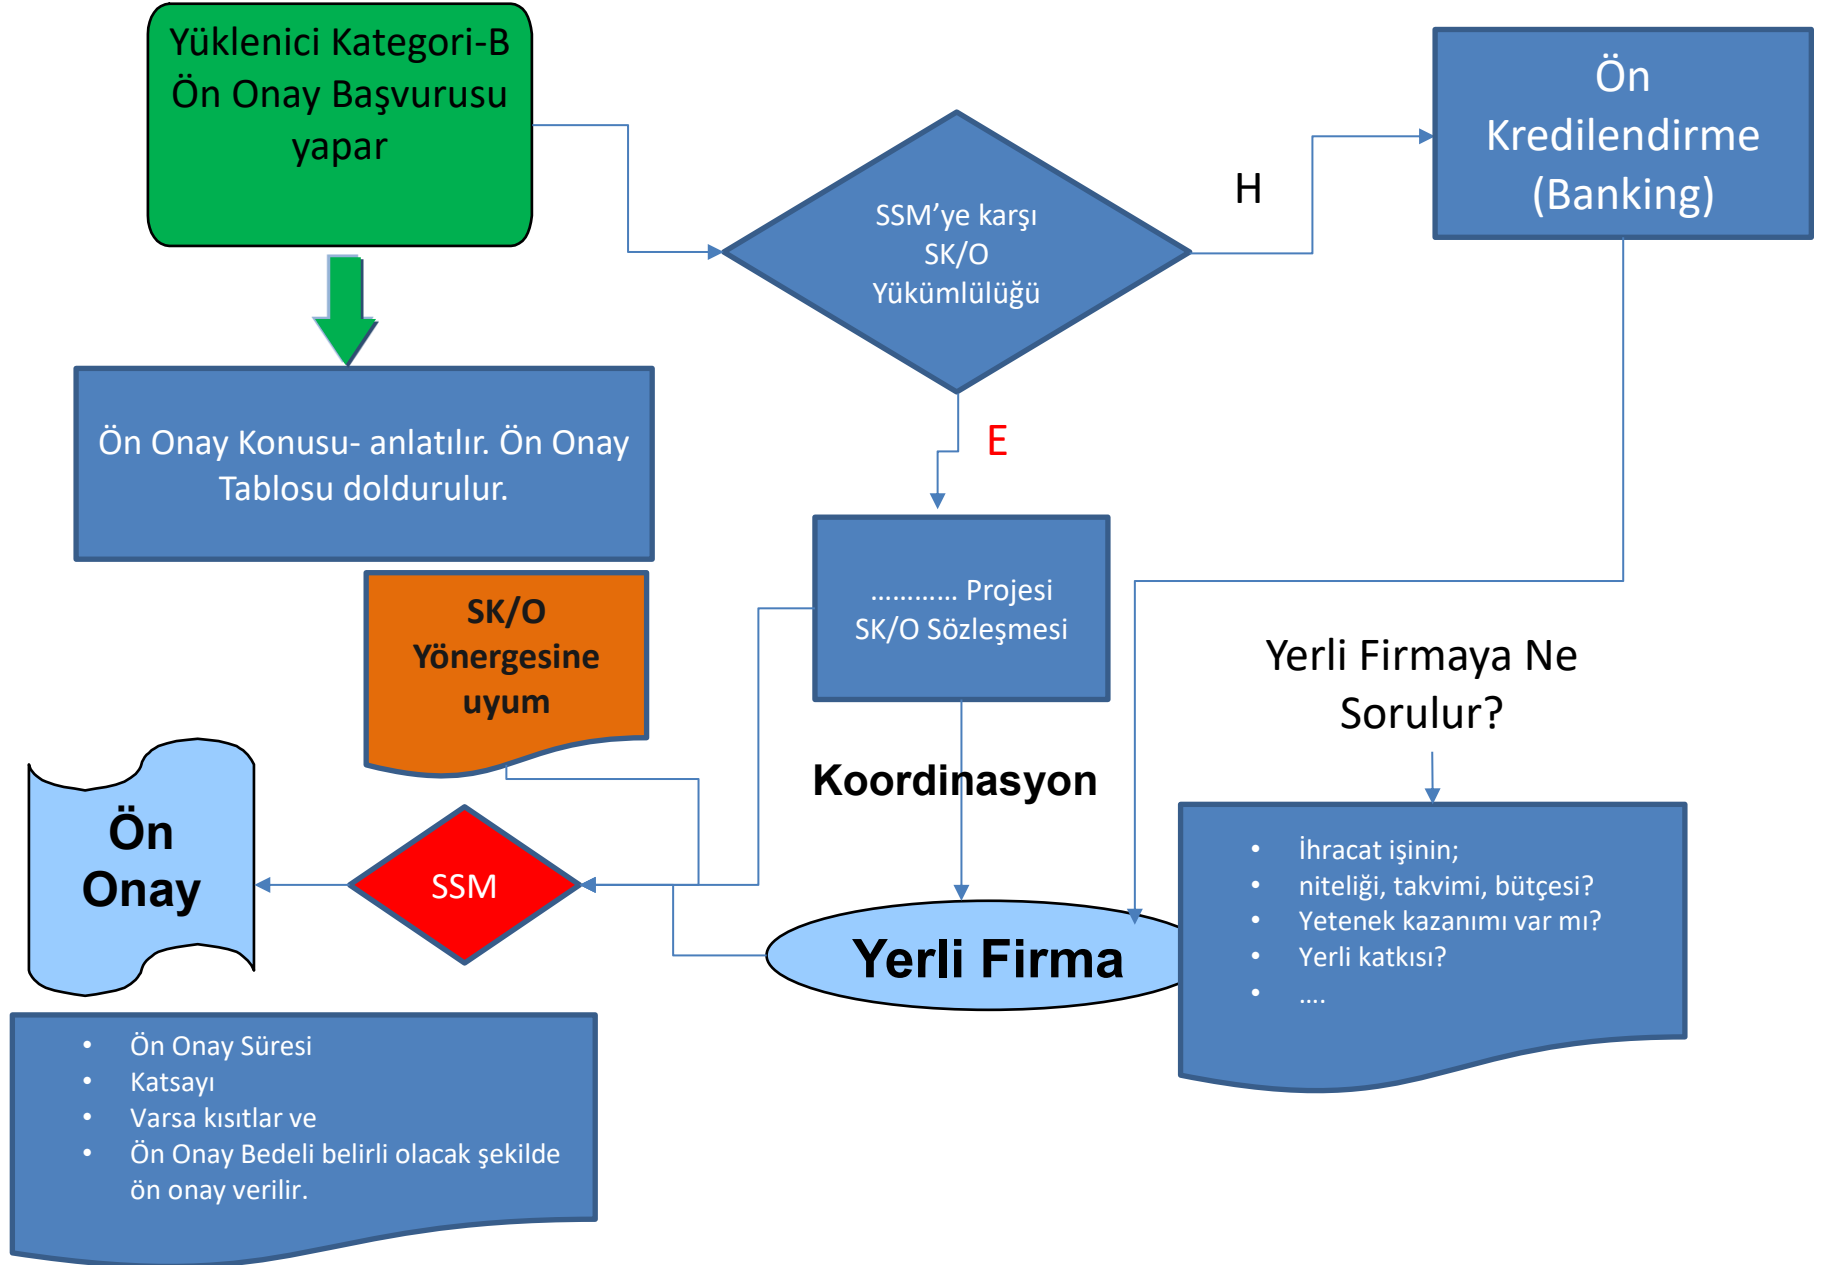 Yüklenici Kategori-B
Ön Onay Başvurusu
yapar
Ön
Kredilendirme
(Banking)
SSM’ye karşı
SK/O
Yükümlülüğü
H
E
Ön Onay Konusu- anlatılır. Ön Onay
Tablosu doldurulur.
............ Projesi
SK/O Sözleşmesi
SK/O
Yönergesine
uyum
Yerli Firmaya Ne
Sorulur?
Koordinasyon
Ön
Onay
SSM
Yerli Firma
• İhracat işinin;
• niteliği, takvimi, bütçesi?
• Yetenek kazanımı var mı?
• Yerli katkısı?
• ....
• Ön Onay Süresi
• Katsayı
• Varsa kısıtlar ve
• Ön Onay Bedeli belirli olacak şekilde
ön onay verilir.